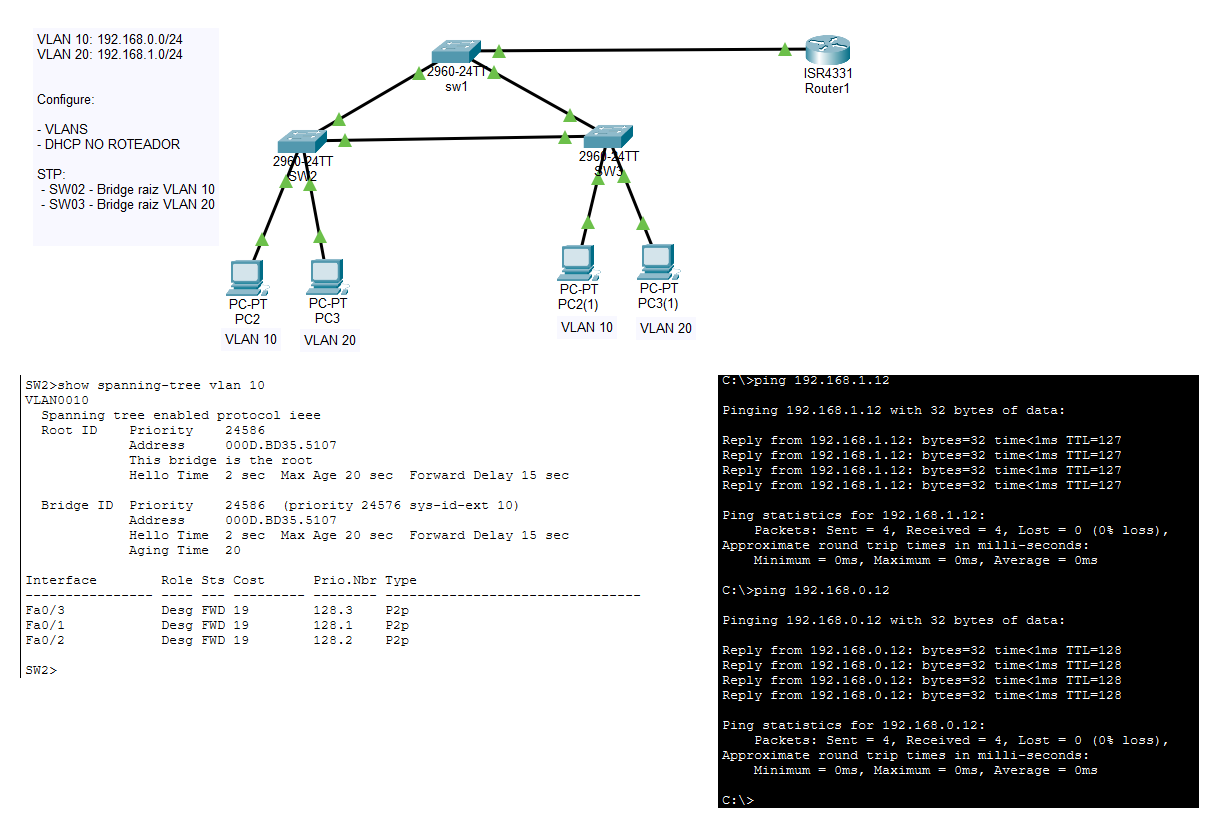 VLAN 10: 192.168.0.0/24
VLAN 20: 192.168.1.0/24
Configure:
- VLANS
- DHCP NO ROTEADOR
STP:
- SW02 - Bridge raiz VLAN 10
- SW03 - Bridge raiz VLAN 20
2960-24TT
sw1
ISR4331
Router1
2960-24TT
SW2
2960-24TT
SW3
PC-PT
PC2
VLAN 10
PC-PT
PC3
VLAN 20
PC-PT
PC2(1)
VLAN 10
PC-PT
PC3(1)
VLAN 20
SW2>show spanning-tree vlan 10
VLAN0010
  Spanning tree enabled protocol ieee
  Root ID    Priority    24586
             Address     000D.BD35.5107
             This bridge is the root
             Hello Time  2 sec  Max Age 20 sec  Forward Delay 15 sec
  Bridge ID  Priority    24586  (priority 24576 sys-id-ext 10)
             Address     000D.BD35.5107
             Hello Time  2 sec  Max Age 20 sec  Forward Delay 15 sec
             Aging Time  20
Interface        Role Sts Cost      Prio.Nbr Type
---------------- ---- --- --------- -------- --------------------------------
Fa0/3            Desg FWD 19        128.3    P2p
Fa0/1            Desg FWD 19        128.1    P2p
Fa0/2            Desg FWD 19        128.2    P2p
SW2>
C:\>ping 192.168.1.12
Pinging 192.168.1.12 with 32 bytes of data:
Reply from 192.168.1.12: bytes=32 time<1ms TTL=127
Reply from 192.168.1.12: bytes=32 time<1ms TTL=127
Reply from 192.168.1.12: bytes=32 time<1ms TTL=127
Reply from 192.168.1.12: bytes=32 time<1ms TTL=127
Ping statistics for 192.168.1.12:
    Packets: Sent = 4, Received = 4, Lost = 0 (0% loss),
Approximate round trip times in milli-seconds:
    Minimum = 0ms, Maximum = 0ms, Average = 0ms
C:\>ping 192.168.0.12
Pinging 192.168.0.12 with 32 bytes of data:
Reply from 192.168.0.12: bytes=32 time<1ms TTL=128
Reply from 192.168.0.12: bytes=32 time<1ms TTL=128
Reply from 192.168.0.12: bytes=32 time<1ms TTL=128
Reply from 192.168.0.12: bytes=32 time<1ms TTL=128
Ping statistics for 192.168.0.12:
    Packets: Sent = 4, Received = 4, Lost = 0 (0% loss),
Approximate round trip times in milli-seconds:
    Minimum = 0ms, Maximum = 0ms, Average = 0ms
C:\>